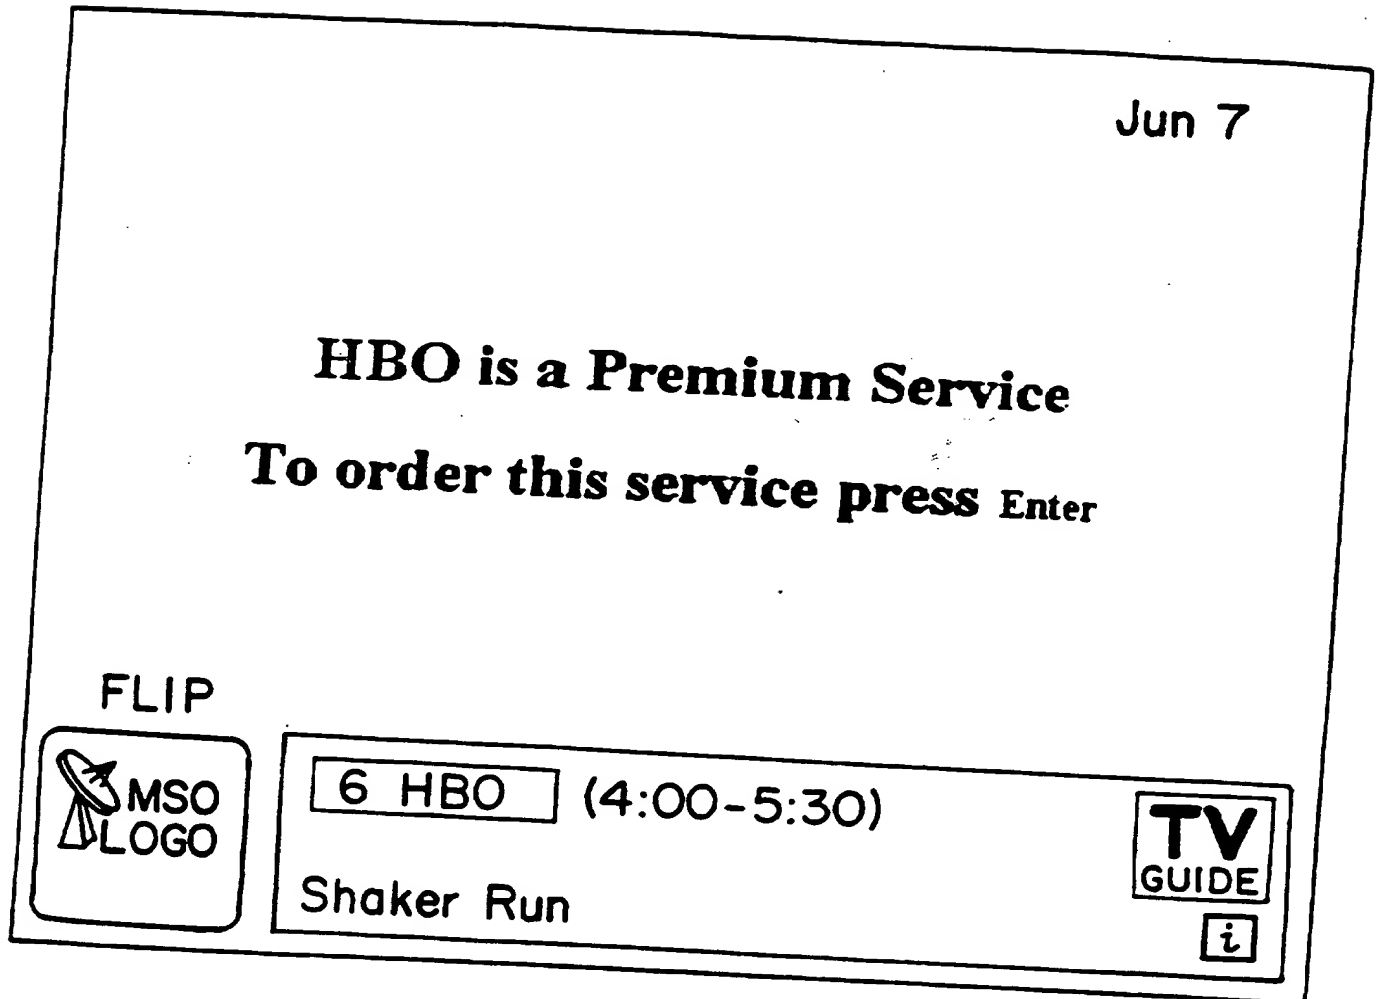 Jun 7
HBO is a Premium Service
To order this service press Enter
FLIP
MSO
LOGO
6 HBO (4:00-5:30)
Shaker Run
TV
GUIDE
i